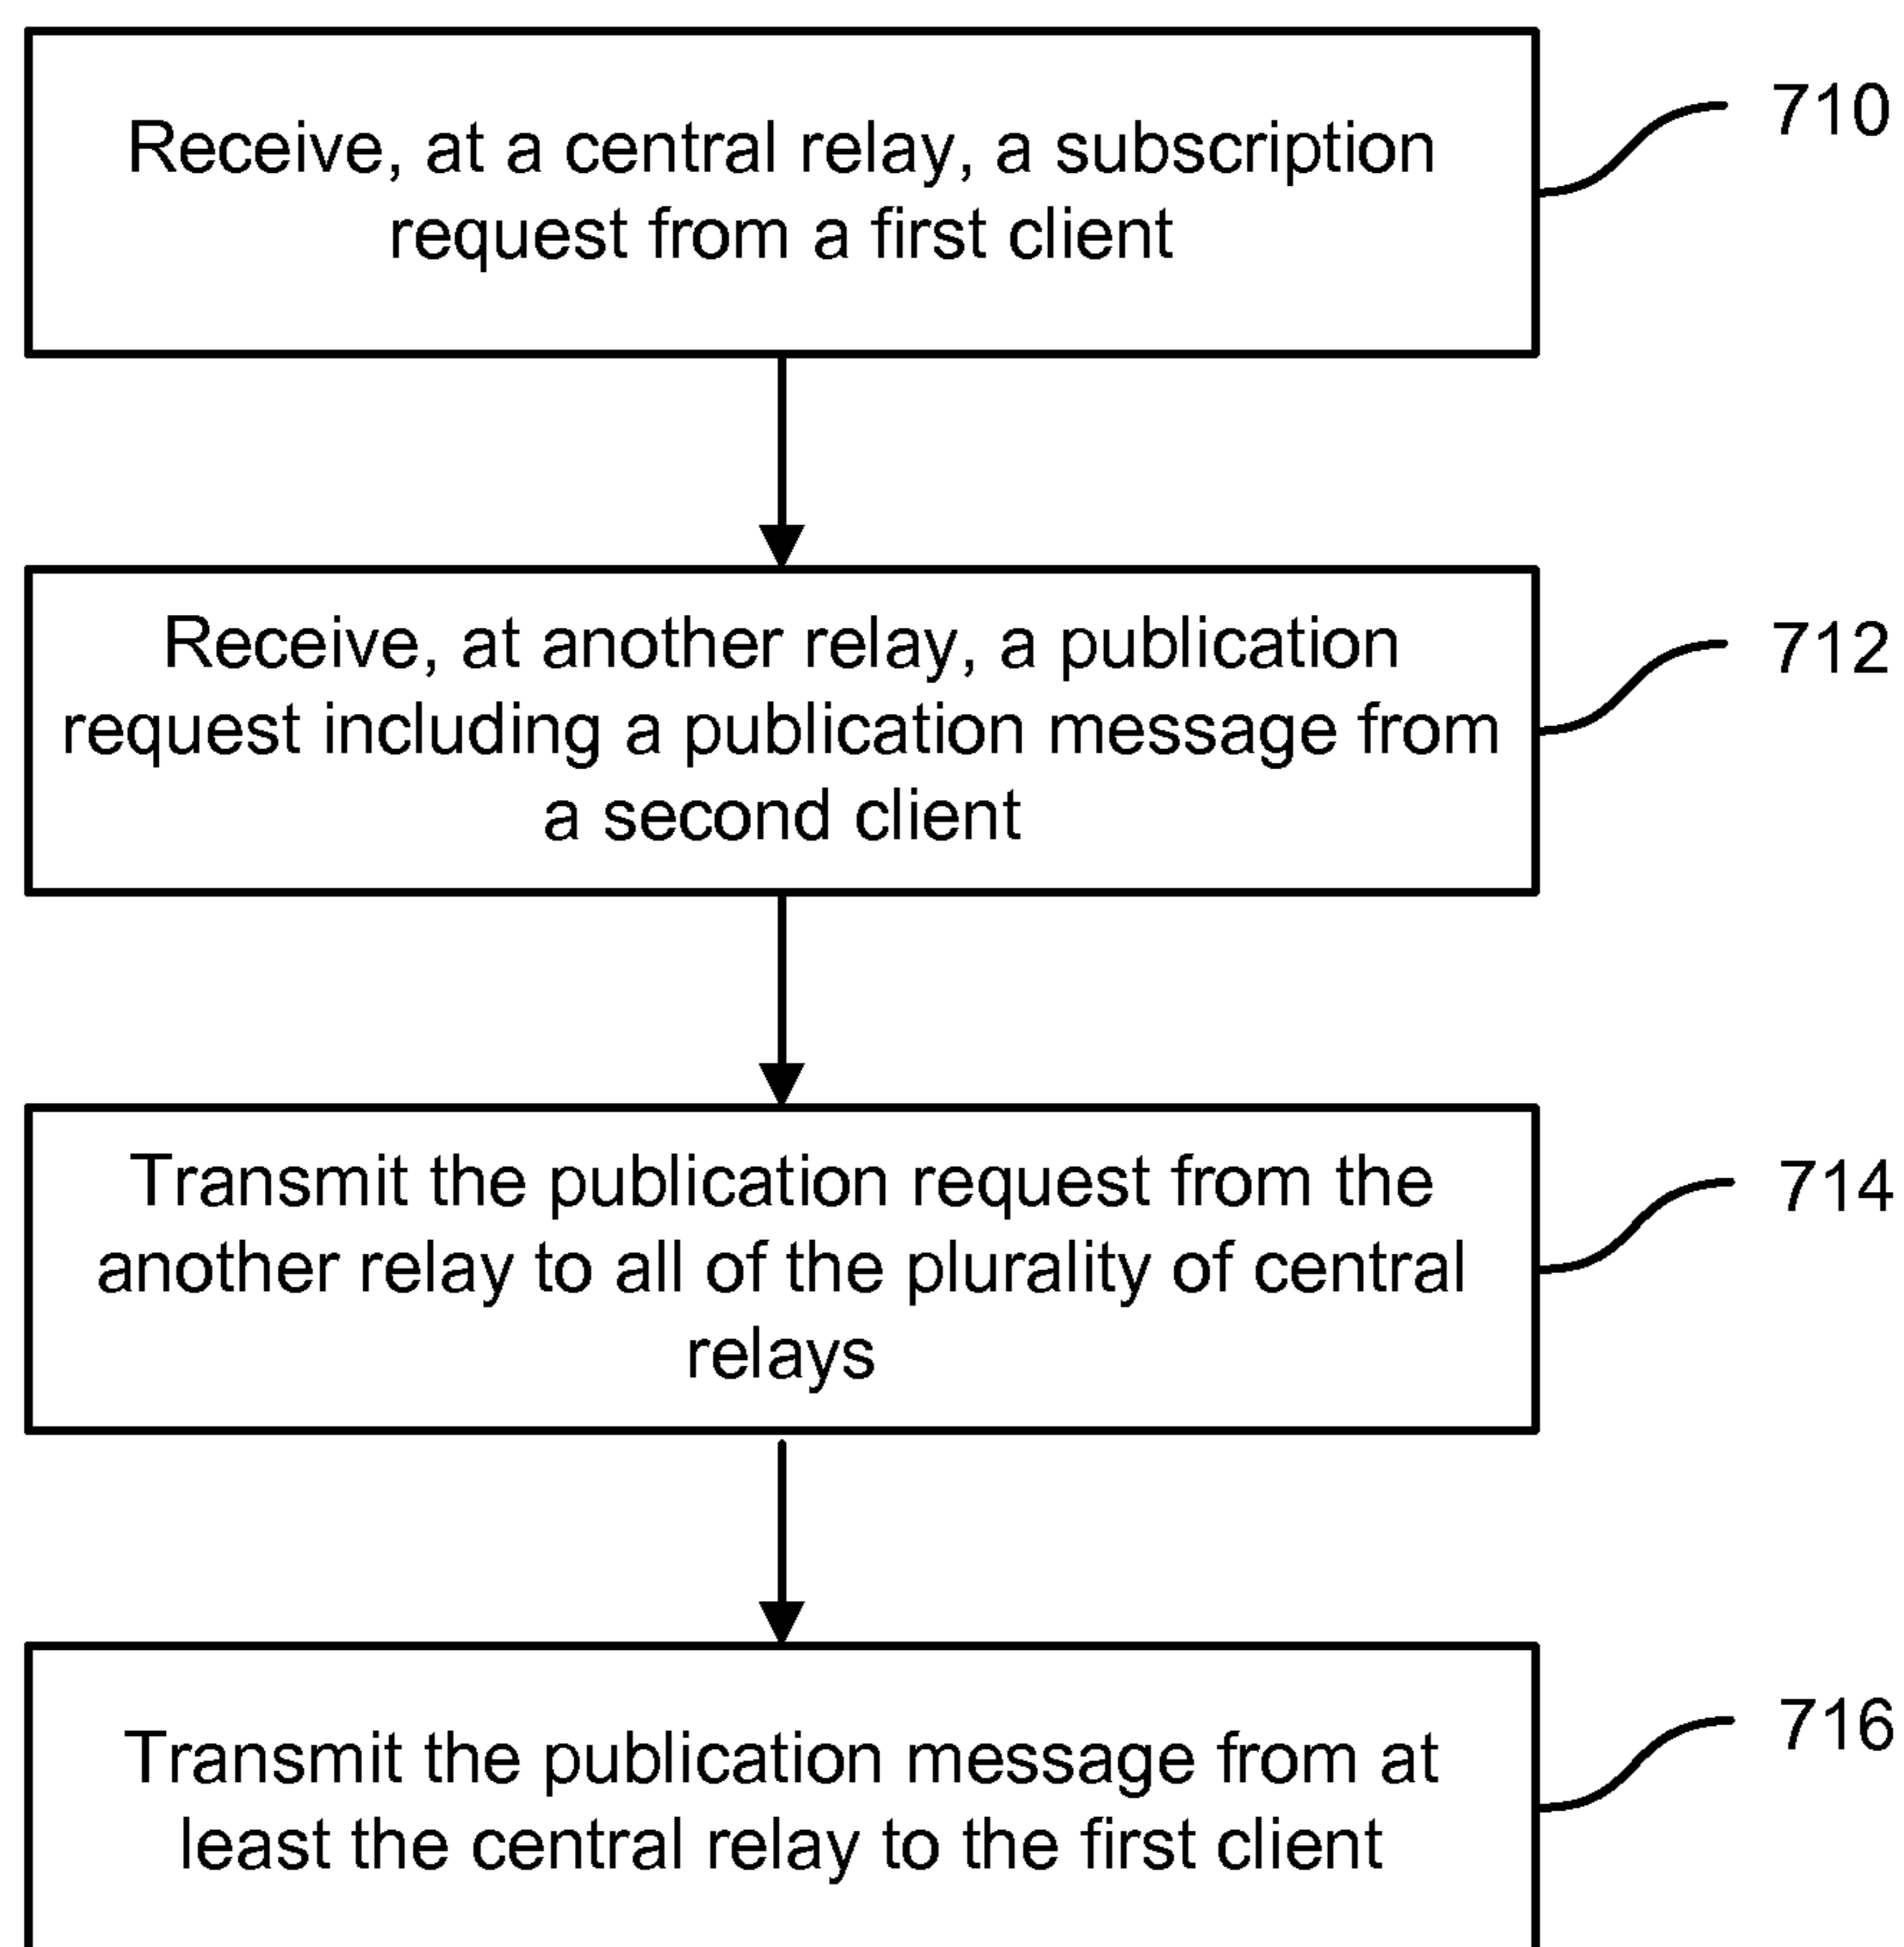 Receive, at a central relay, a subscription
request from a first client
710
Receive, at another relay, a publication
request including a publication message from
a second client
712
Transmit the publication request from the
another relay to all of the plurality of central
relays
714
Transmit the publication message from at
least the central relay to the first client
716